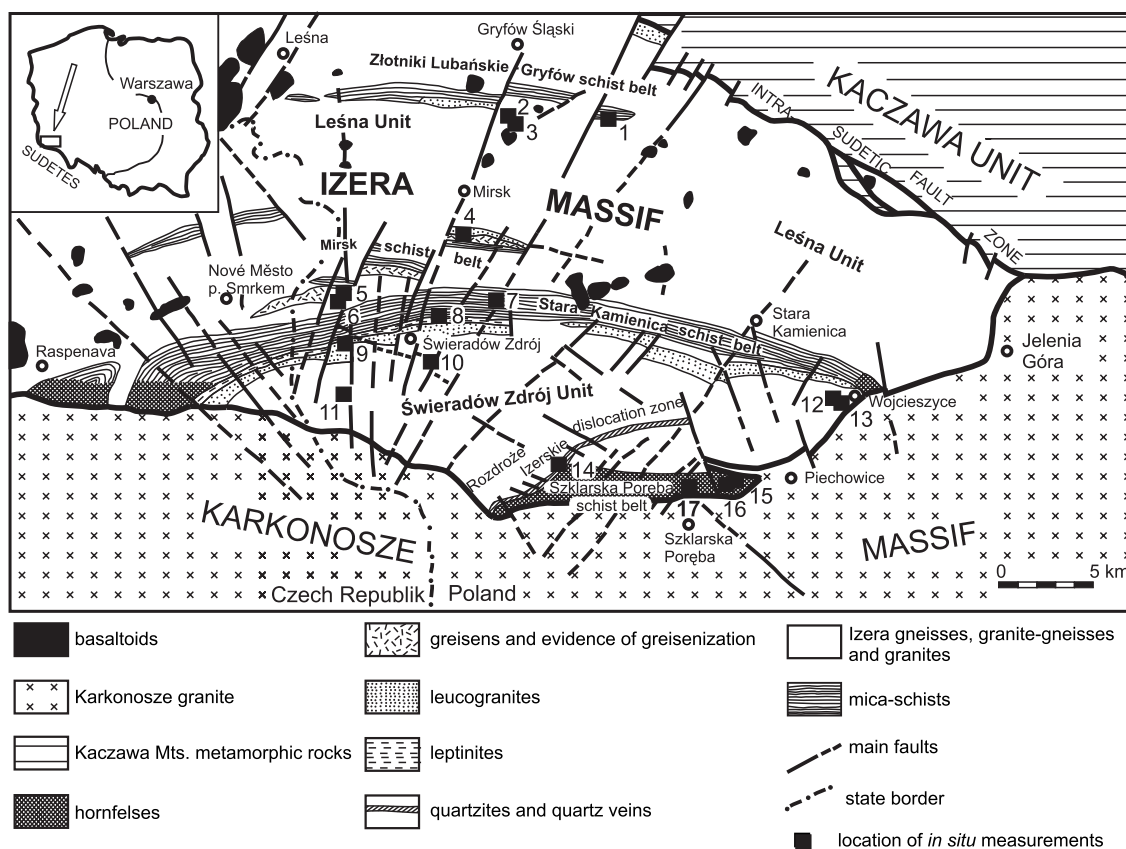 Warszawa
POLAND
SUDETES
Leśna
Gryfów Śląski
Złotniki Lubańskie - Gryfów schist belt
KACZAWA UNIT
INTRA
SUDETIC
FAULT
ZONE
2
3
1
Leśna Unit
IZERA
MASSIF
Mirsk
4
Leśna Unit
Mirsk
schist
belt
Nové Město
p. Smrkem
5
6
7
8
Stara Kamienica schist belt
Stara
Kamienica
Raspenava
9
Świeradów Zdrój
10
Jelenia
Góra
11
Świeradów Zdrój Unit
12
13
Wojcieszyce
Rozdroże
Izerskie
dislocation zone
14
Szklarska Poręba
schist belt
15
16
17
Piechowice
Szklarska
Poręba
KARKONOSZE
MASSIF
Czech Republik
Poland
0
5 km
basaltoids
Karkonosze granite
Kaczawa Mts. metamorphic rocks
hornfelses
greisens and evidence of greisenization
leucogranites
leptinites
quartzites and quartz veins
Izera gneisses, granite-gneisses
and granites
mica-schists
main faults
state border
location of in situ measurements